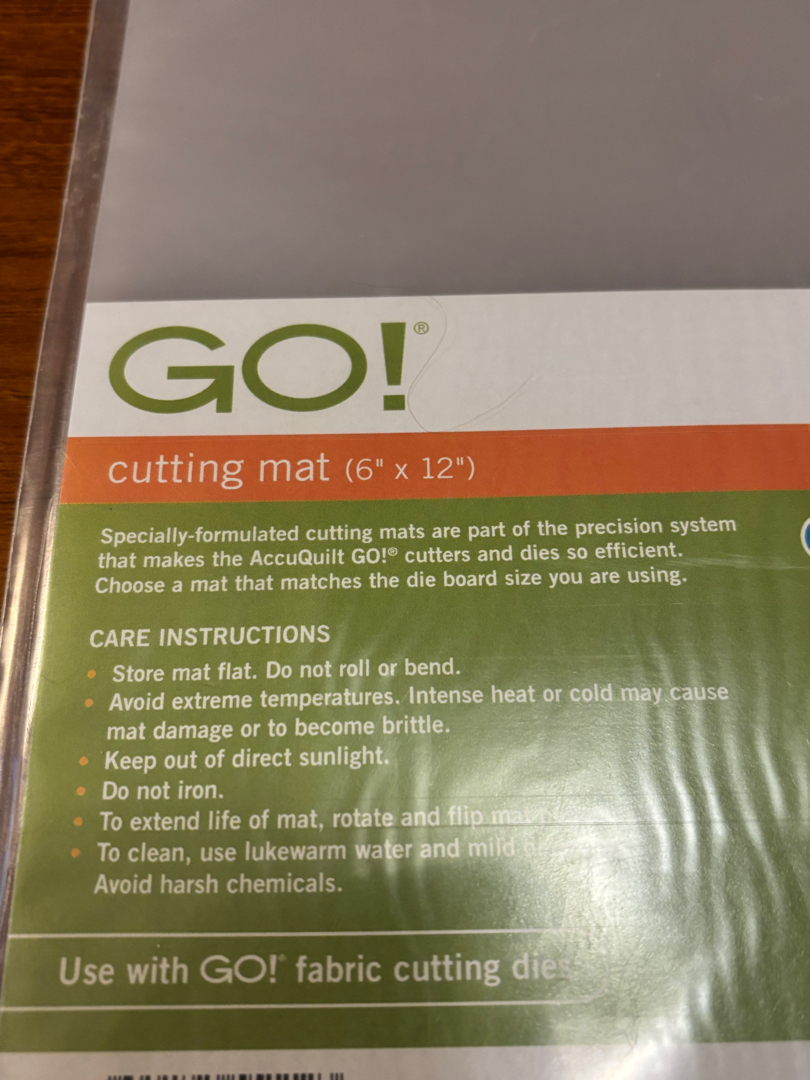 GO!®
cutting mat (6" x 12")
Specially-formulated cutting mats are part of the precision system
that makes the AccuQuilt GO!® cutters and dies so efficient.
Choose a mat that matches the die board size you are using.
CARE INSTRUCTIONS
• Store mat flat. Do not roll or bend.
• Avoid extreme temperatures. Intense heat or cold may cause
mat damage or to become brittle.
• Keep out of direct sunlight.
• Do not iron.
• To extend life of mat, rotate and flip
• To clean, use lukewarm water and mild
Avoid harsh chemicals.
Use with GO!® fabric cutting dies